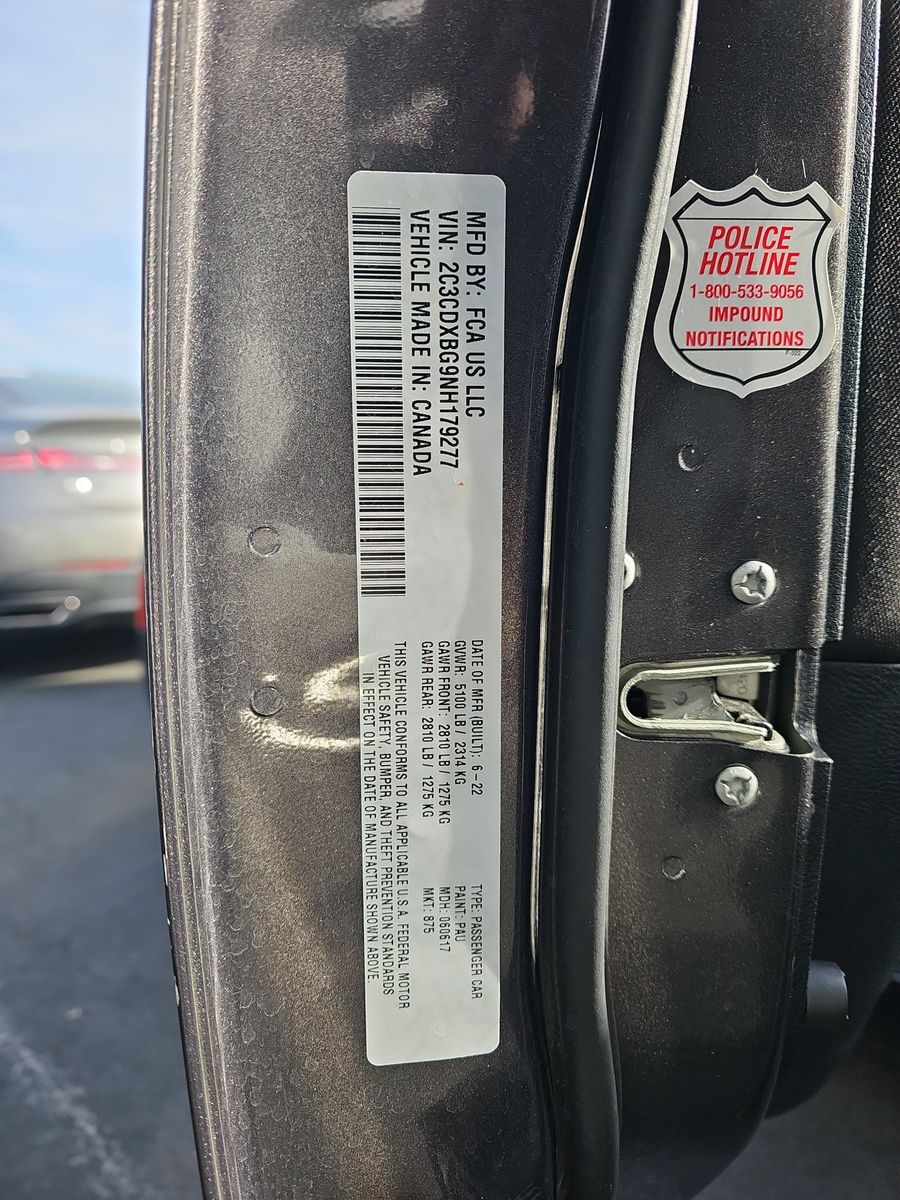 MFD BY: FCA US LLC
VIN: 2C3CDXBG9NH179277
VEHICLE MADE IN: CANADA
DATE OF MFR (BUILT): 6-22
GVWR: 5100 LB / 2314 KG
GAWR FRONT: 2810 LB / 1275 KG
GAWR REAR: 2810 LB / 1275 KG
TYPE: PASSENGER CAR
PAINT: PAU
MDH: 060617
MKT: 875
THIS VEHICLE CONFORMS TO ALL APPLICABLE U.S.A. FEDERAL MOTOR
VEHICLE SAFETY, BUMPER, AND THEFT PREVENTION STANDARDS
IN EFFECT ON THE DATE OF MANUFACTURE SHOWN ABOVE.
POLICE
HOTLINE
1-800-533-9056
IMPOUND
NOTIFICATIONS